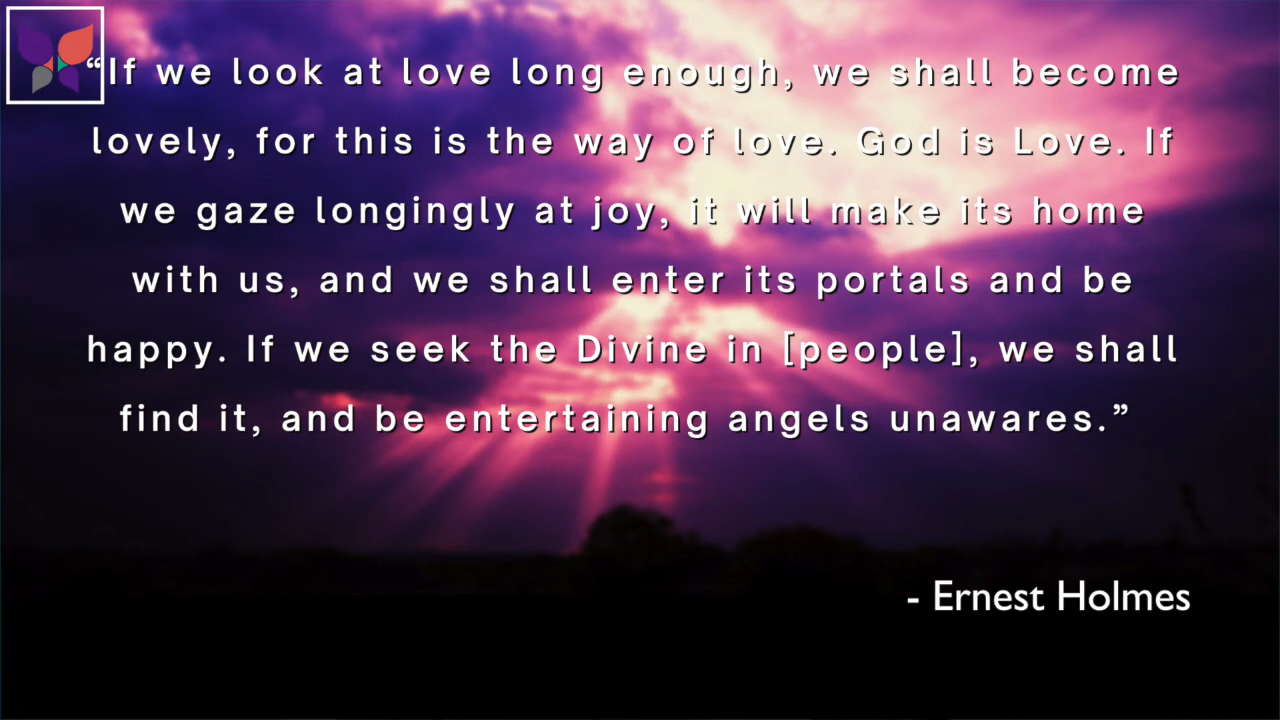 “If we look at love long enough, we shall become
lovely, for this is the way of love. God is Love. If
we gaze longingly at joy, it will make its home
with us, and we shall enter its portals and be
happy. If we seek the Divine in [people], we shall
find it, and be entertaining angels unawares.”
- Ernest Holmes